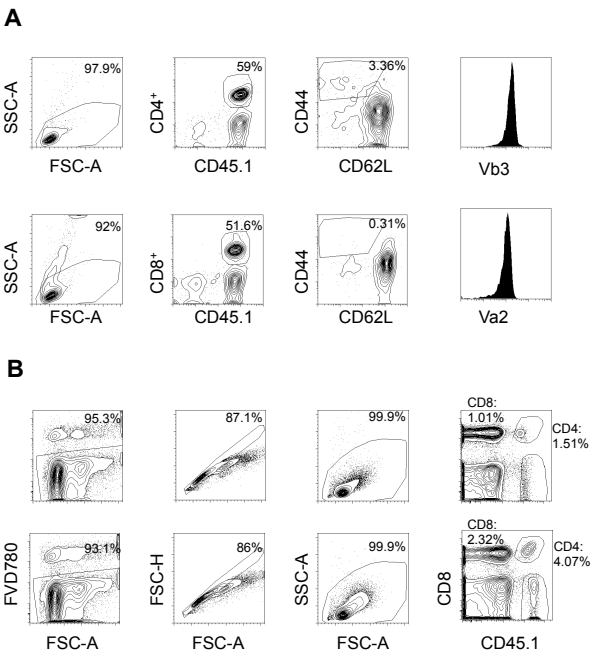 A
97.9%
59%
3.36%
SSC-A
CD4+
CD44
FSC-A
CD45.1
CD62L
Vb3
92%
51.6%
0.31%
SSC-A
CD8+
CD44
FSC-A
CD45.1
CD62L
Va2
B
95.3%
87.1%
99.9%
CD8:
1.01%
CD4:
1.51%
93.1%
86%
99.9%
CD8:
2.32%
CD4:
4.07%
FVD780
FSC-H
SSC-A
CD8
FSC-A
FSC-A
FSC-A
CD45.1